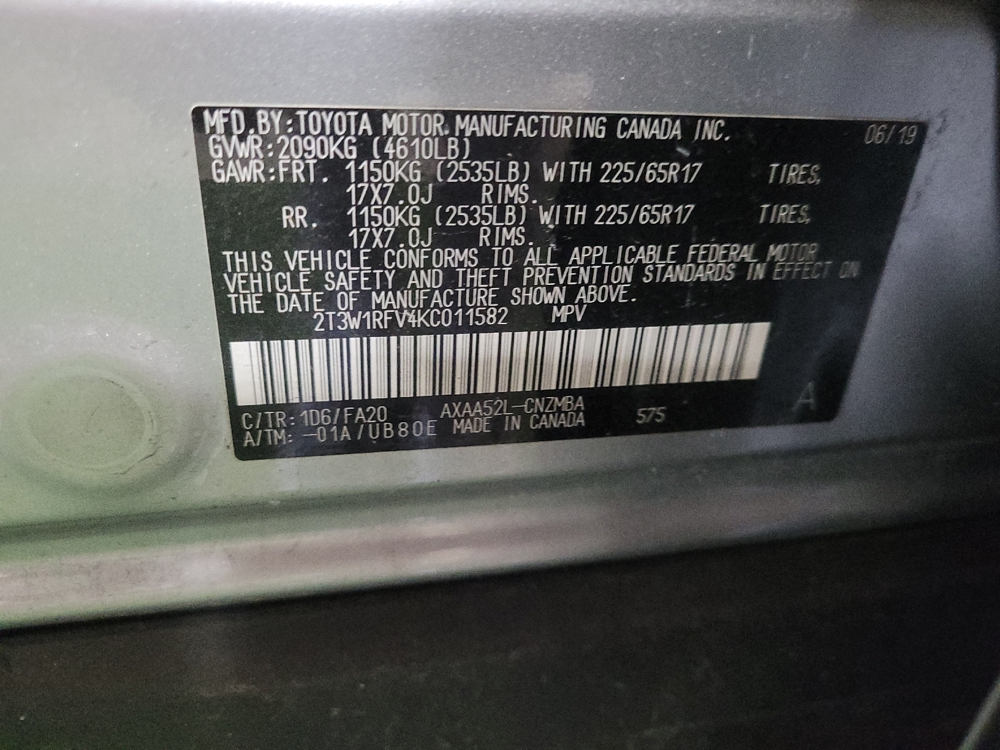 MFD.BY:TOYOTA MOTOR MANUFACTURING CANADA INC. 06/19
GVWR:2090KG (4610LB)
GAWR:FRT. 1150KG (2535LB) WITH 225/65R17 TIRES,
17X7.0J RIMS.
RR. 1150KG (2535LB) WITH 225/65R17 TIRES,
17X7.0J RIMS.
THIS VEHICLE CONFORMS TO ALL APPLICABLE FEDERAL MOTOR
VEHICLE SAFETY AND THEFT PREVENTION STANDARDS IN EFFECT ON
THE DATE OF MANUFACTURE SHOWN ABOVE.
2T3W1RFV4KC011582 MPV
C/TR:1D6/FA20 AXAA52L-CNZMBA 575 A
A/TM: -01A/UB80E MADE IN CANADA